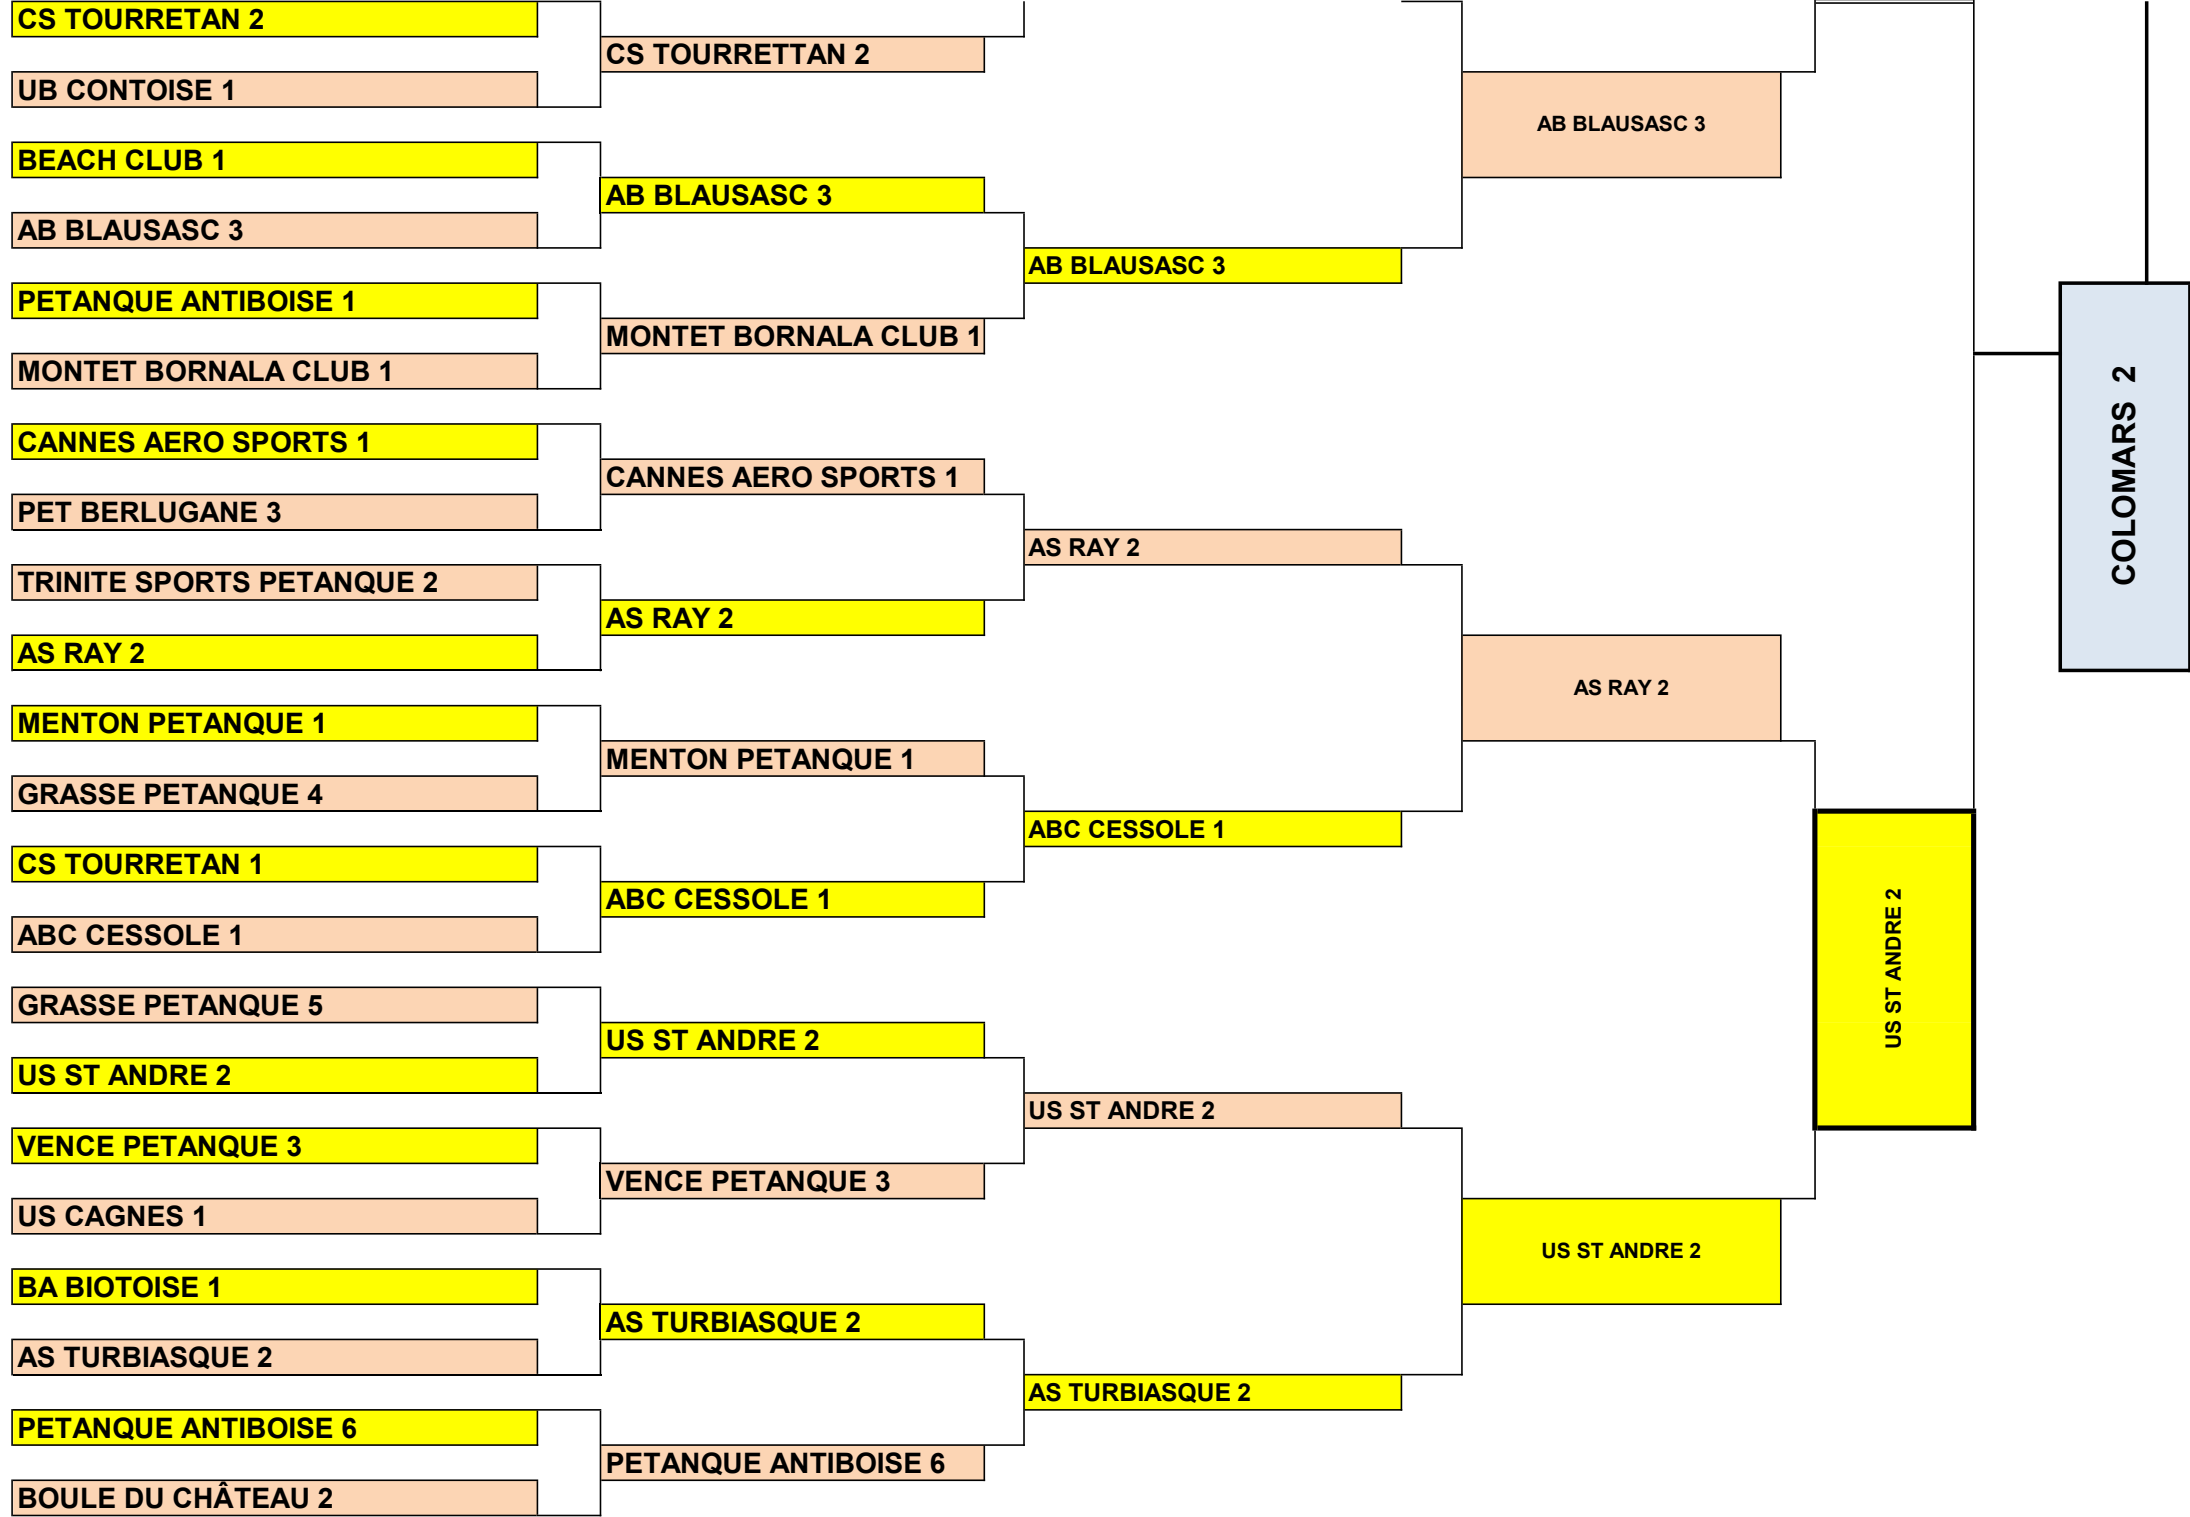 CS TOURRETAN 2
UB CONTOISE 1
BEACH CLUB 1
AB BLAUSASC 3
PETANQUE ANTIBOISE 1
MONTET BORNALA CLUB 1
CANNES AERO SPORTS 1
PET BERLUGANE 3
TRINITE SPORTS PETANQUE 2
AS RAY 2
MENTON PETANQUE 1
GRASSE PETANQUE 4
CS TOURRETAN 1
ABC CESSOLE 1
GRASSE PETANQUE 5
US ST ANDRE 2
VENCE PETANQUE 3
US CAGNES 1
BA BIOTOISE 1
AS TURBIASQUE 2
PETANQUE ANTIBOISE 6
BOULE DU CHÂTEAU 2
CS TOURRETTAN 2
AB BLAUSASC 3
MONTET BORNALA CLUB 1
CANNES AERO SPORTS 1
AS RAY 2
MENTON PETANQUE 1
ABC CESSOLE 1
US ST ANDRE 2
VENCE PETANQUE 3
AS TURBIASQUE 2
PETANQUE ANTIBOISE 6
AB BLAUSASC 3
AS RAY 2
ABC CESSOLE 1
US ST ANDRE 2
AS TURBIASQUE 2
AB BLAUSASC 3
AS RAY 2
US ST ANDRE 2
US ST ANDRE 2
COLOMARS 2